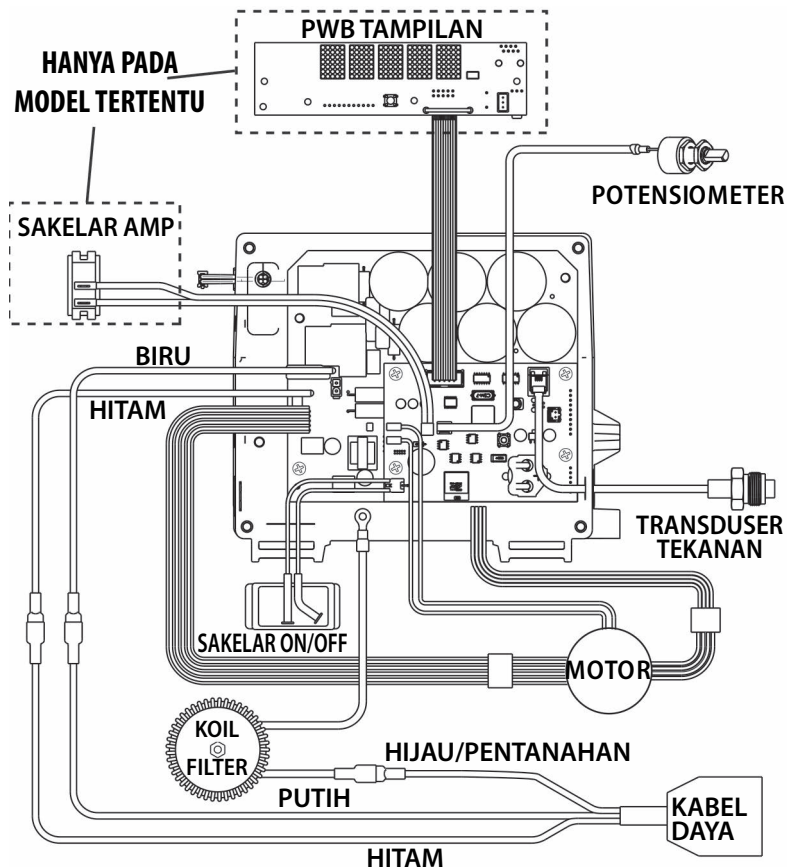 PWB TAMPILAN
HANYA PADA
MODEL TERTENTU
POTENSIOMETER
SAKELAR AMP
BIRU
HITAM
TRANSDUSER
TEKANAN
SAKELAR ON/OFF
MOTOR
KOIL
FILTER
HIJAU/PENTANAHAN
PUTIH
KABEL
DAYA
HITAM